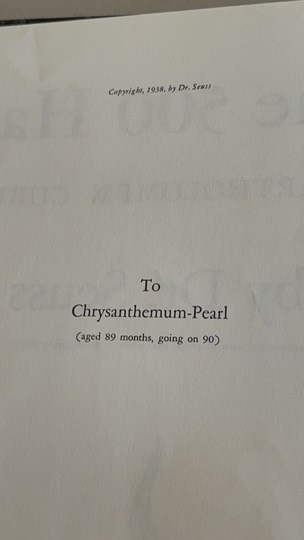 Copyright, 1938, by Dr. Seuss
To
Chrysanthemum-Pearl
(aged 89 months, going on 90)